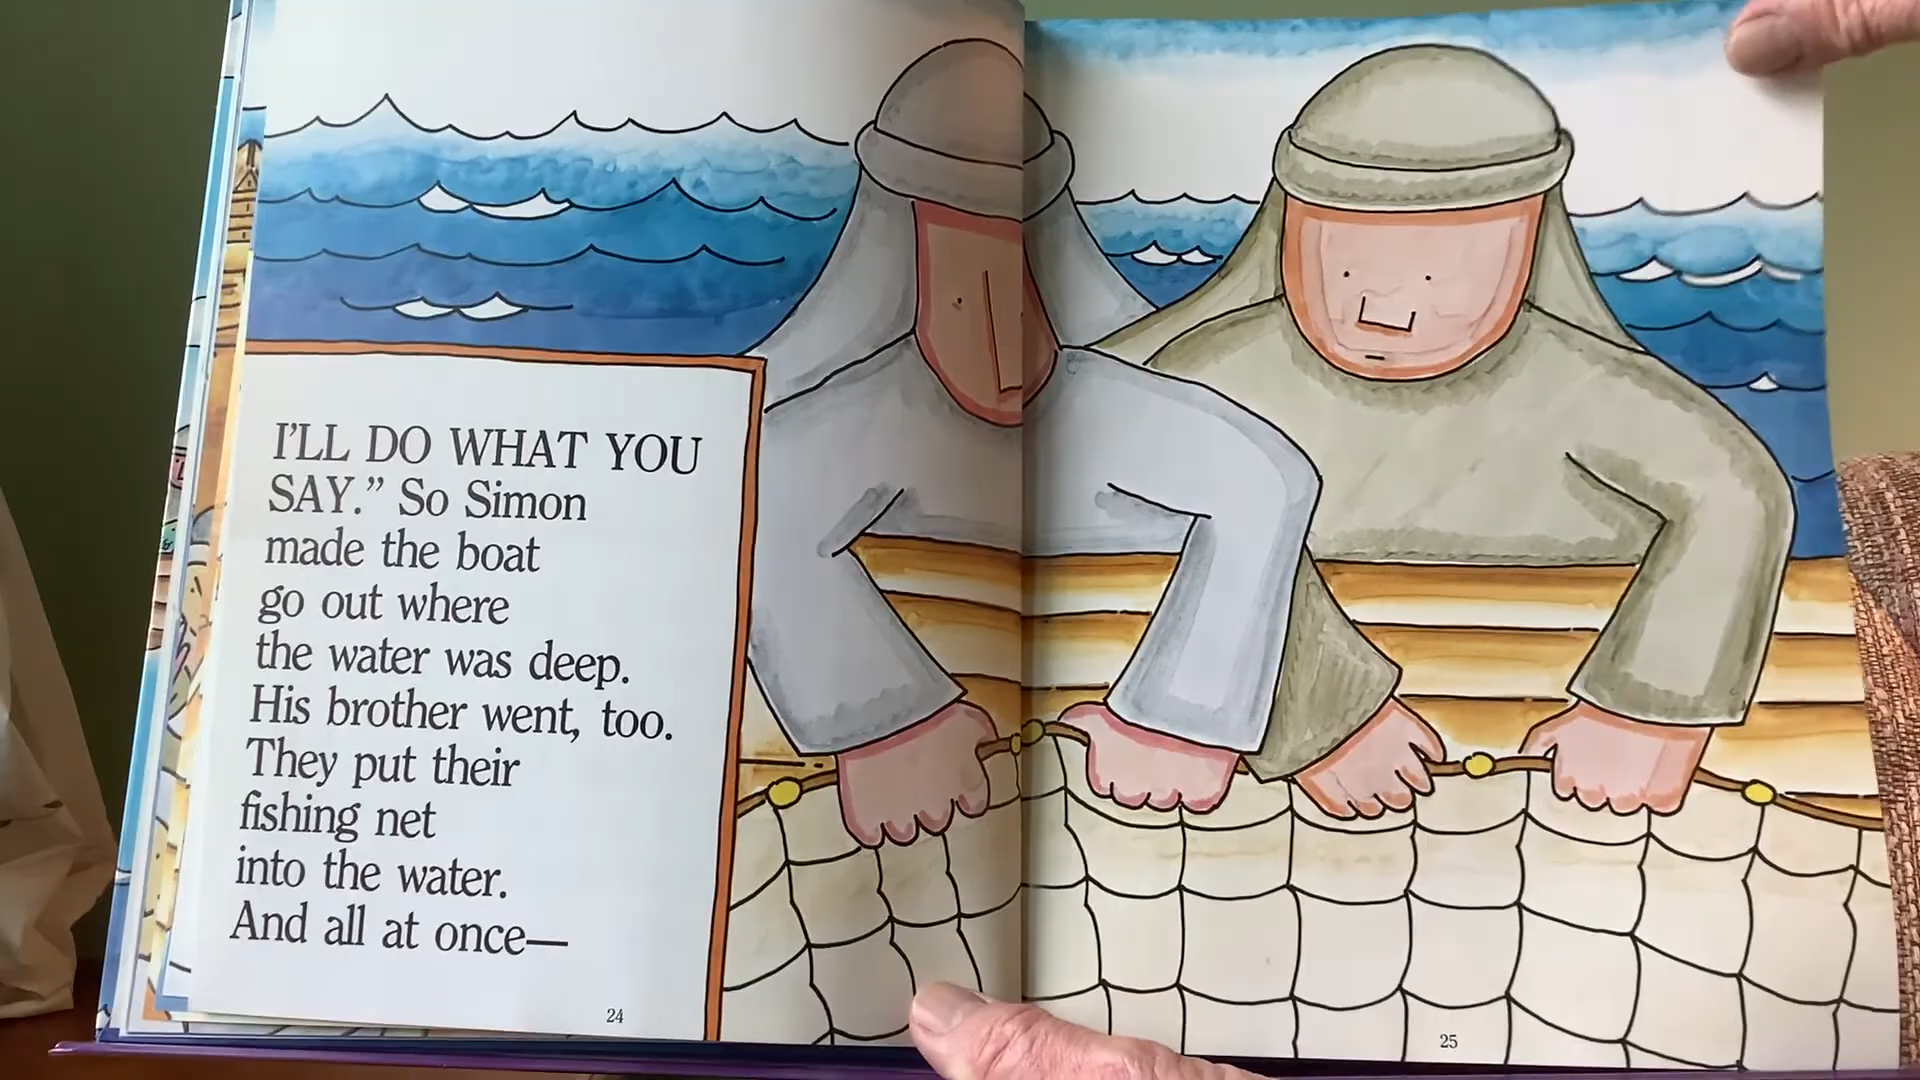 I'LL DO WHAT YOU
SAY.” So Simon
made the boat
go out where
the water was deep.
His brother went, too.
They put their
fishing net
into the water.
And all at once—
24
25